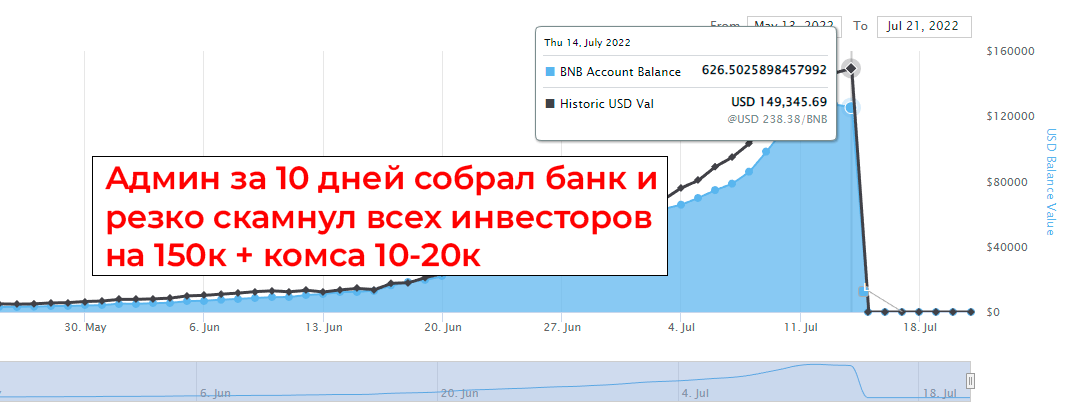 From May 13, 2022 To Jul 21, 2022
Thu 14, July 2022
BNB Account Balance 626.5025898457992
Historic USD Val USD 149,345.69
@USD 238.38/BNB
$160000
$120000
$80000
$40000
$0
USD Balance Value
Админ за 10 дней собрал банк и
резко скамнул всех инвесторов
на 150к + комса 10-20к
30. May 6. Jun 13. Jun 20. Jun 27. Jun 4. Jul 11. Jul 18. Jul
6. Jun 20. Jun 4. Jul 18. Jul